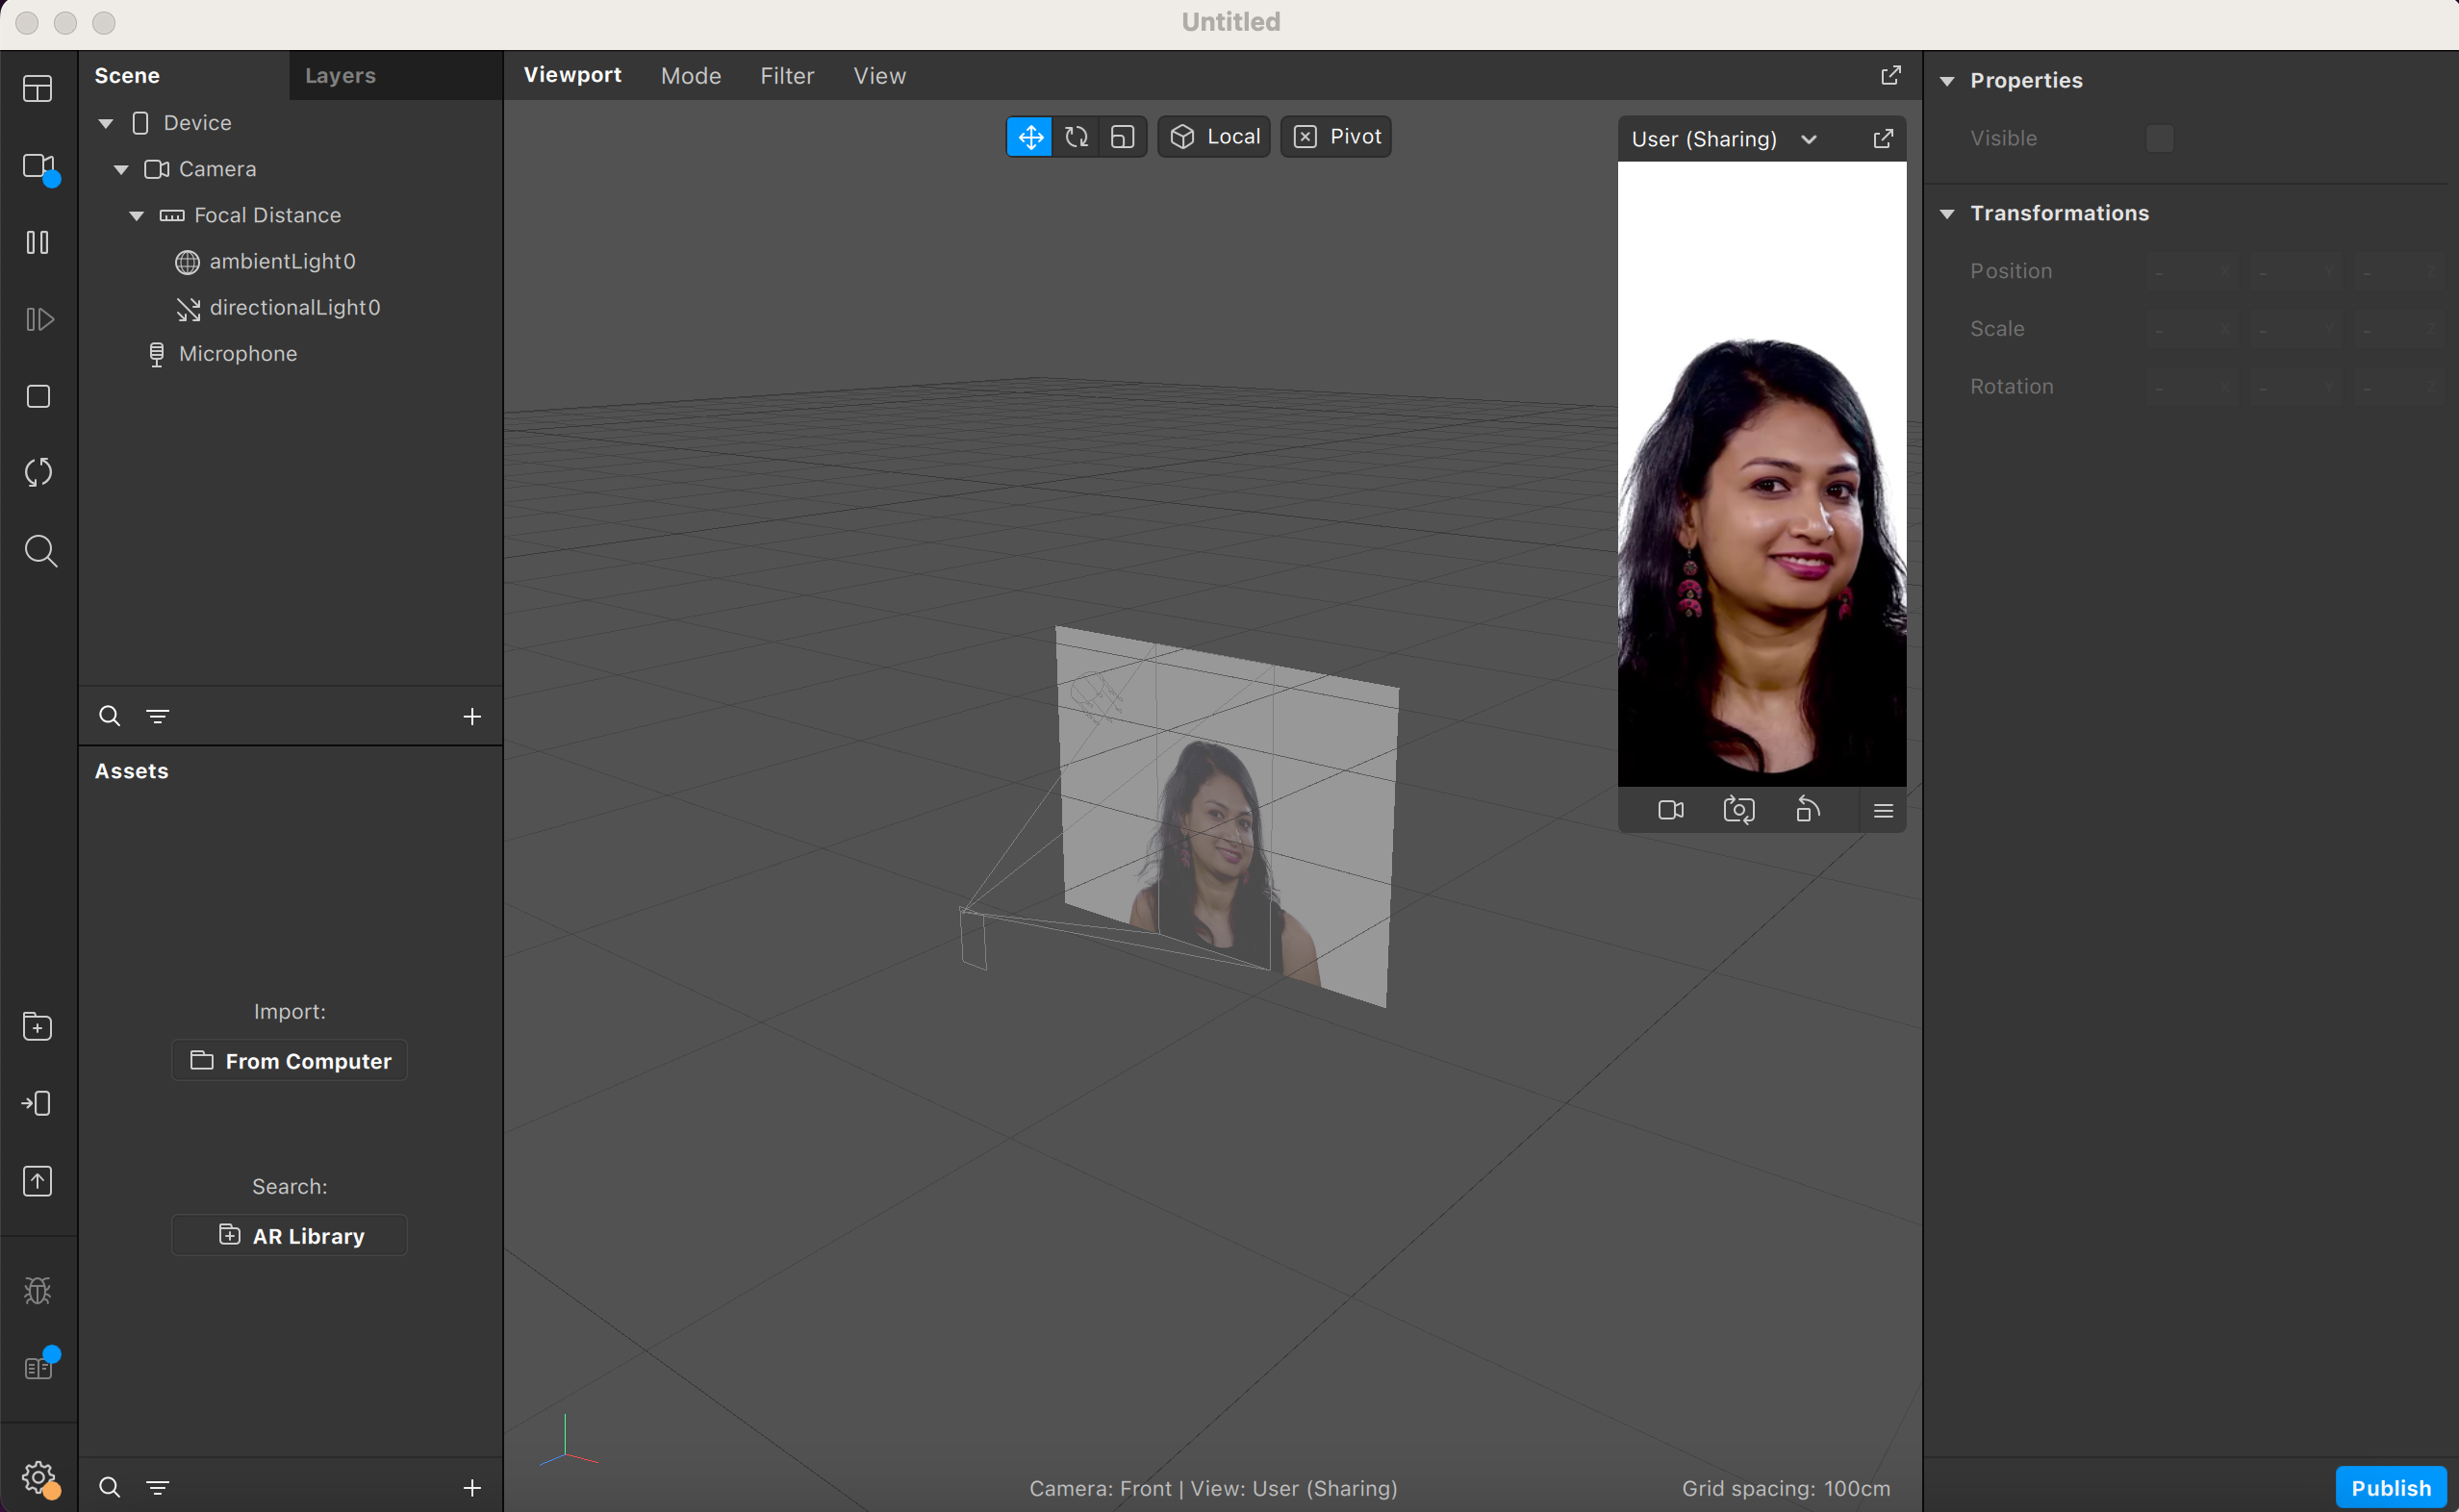 Untitled
Scene
Layers
Device
Camera
Focal Distance
ambientLight0
directionalLight0
Microphone
Assets
Import:
From Computer
Search:
AR Library
Viewport
Mode
Filter
View
Local
Pivot
User (Sharing)
Camera: Front | View: User (Sharing)
Grid spacing: 100cm
Properties
Visible
Transformations
Position
- X - Y - Z
Scale
- X - Y - Z
Rotation
- X - Y - Z
Publish